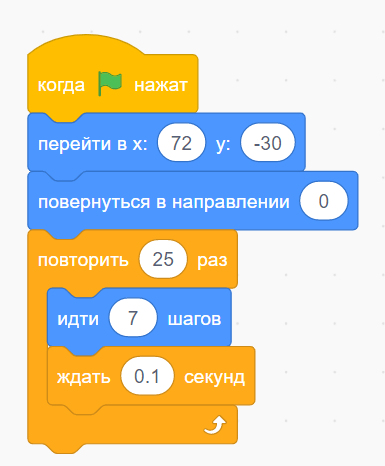 когда нажат
перейти в x: 72 y: -30
повернуться в направлении 0
повторить 25 раз
идти 7 шагов
ждать 0.1 секунд